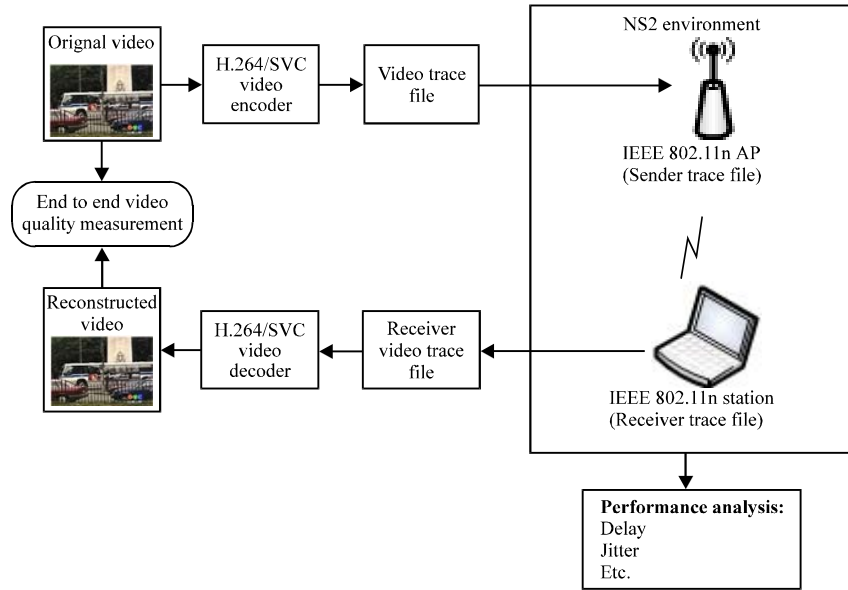 Orignal video
H.264/SVC
video
encoder
Video trace
file
NS2 environment
IEEE 802.11n AP
(Sender trace file)
End to end video
quality measurement
Reconstructed
video
H.264/SVC
video
decoder
Receiver
video trace
file
IEEE 802.11n station
(Receiver trace file)
Performance analysis:
Delay
Jitter
Etc.